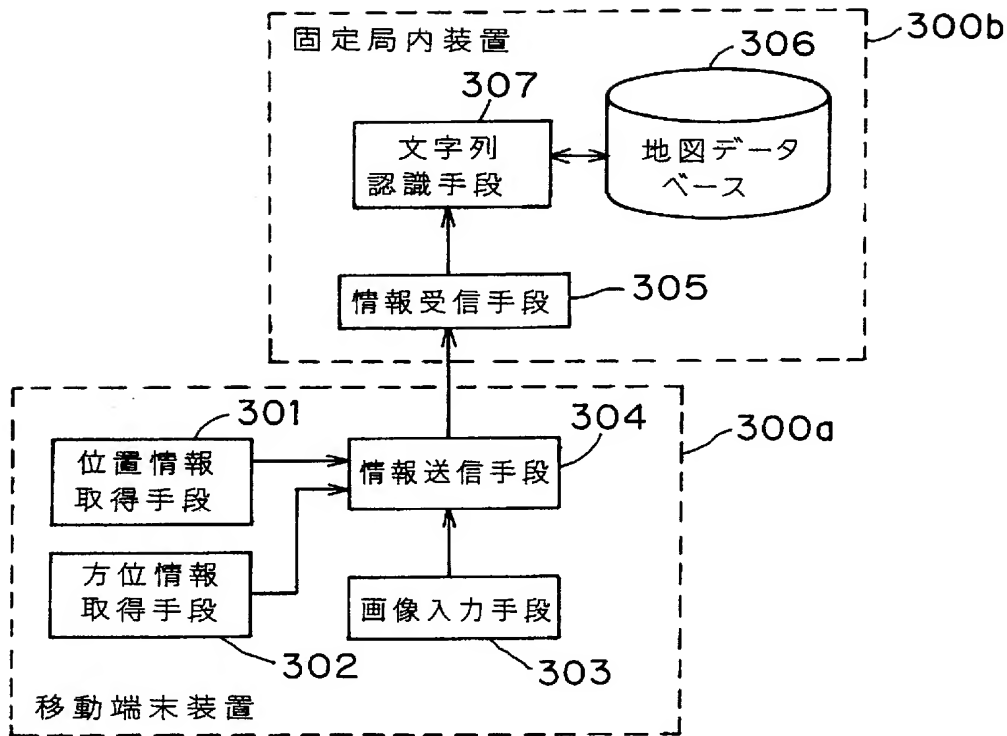 固定局内装置
300b
306
307
文字列
認識手段
地図データ
ベース
情報受信手段
305
301
304
300a
位置情報
取得手段
情報送信手段
方位情報
取得手段
画像入力手段
302
303
移動端末装置